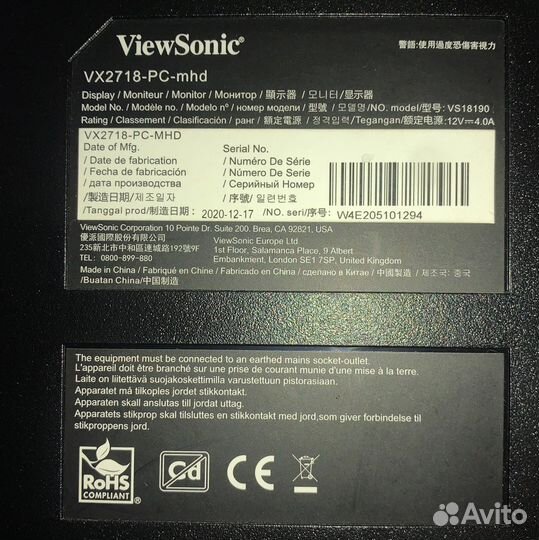 ViewSonic®
警語:使用過度恐傷害視力
VX2718-PC-mhd
Display / Moniteur / Monitor / Монитор / 顯示器 / モニター/显示器
Model No. / Modèle no. / Modelo n° / номер модели / 型號 / 모델명/NO. model/型号: VS18190
Rating / Classement / Clasificación / ранг / 額定電源 / 정격입력/Tegangan/额定电源: 12V⎓4.0A
VX2718-PC-MHD
Date of Mfg. Serial No.
/ Date de fabrication / Numéro De Série
/ Fecha de fabricación / Número De Serie
/ дата производства / Серийный Номер
/製造日期/제조일자 / 序號/ 일련번호
/Tanggal prod/制造日期: 2020-12-17 /NO. seri/序号: W4E205101294
ViewSonic Corporation 10 Pointe Dr. Suite 200. Brea, CA 92821, USA
優派國際股份有限公司 ViewSonic Europe Ltd.
235新北市中和區連城路192號9F 1st Floor, Salamanca Place, 9 Albert
TEL: 0800-899-880 Embankment, London SE1 7SP, United Kingdom
Made in China / Fabriqué en Chine / Fabricado en China / сделано в Китае / 中國製造 / 제조국: 중국
/Buatan China/中国制造
The equipment must be connected to an earthed mains socket-outlet.
L'appareil doit être branché sur une prise de courant munie d'une mise à la terre.
Laite on liitettävä suojakoskettimilla varustettuun pistorasiaan.
Apparatet må tilkoples jordet stikkontakt.
Apparaten skall anslutas till jordat uttag.
Apparatets stikprop skal tilsluttes en stikkontakt med jord,som giver forbindelse til
stikproppens jord.
RoHS
COMPLIANT
Cd
CE
Avito